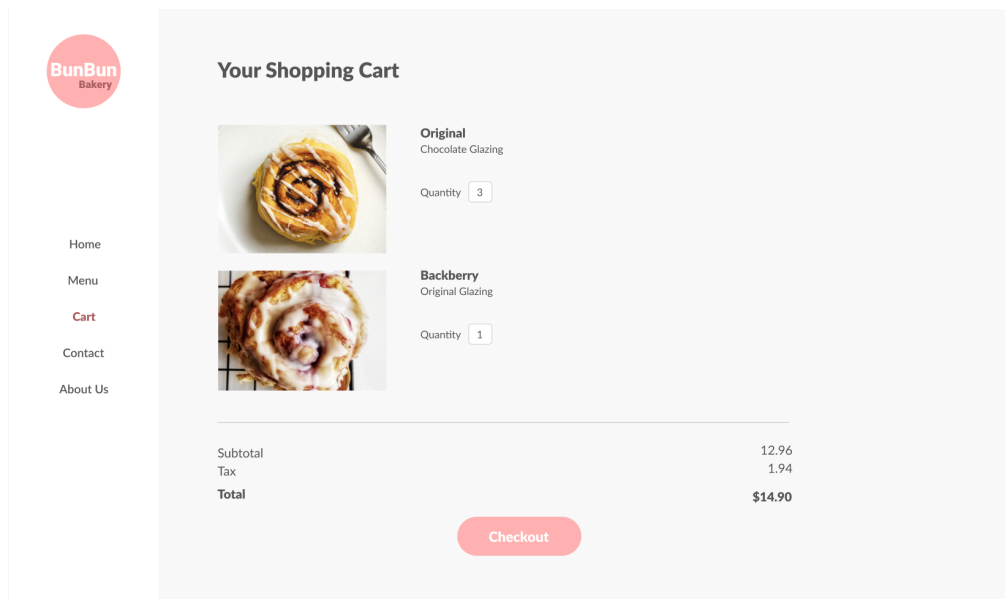 BunBun
Bakery
Home
Menu
Cart
Contact
About Us
Your Shopping Cart
Original
Chocolate Glazing
Quantity 3
Backberry
Original Glazing
Quantity 1
Subtotal 12.96
Tax 1.94
Total $14.90
Checkout